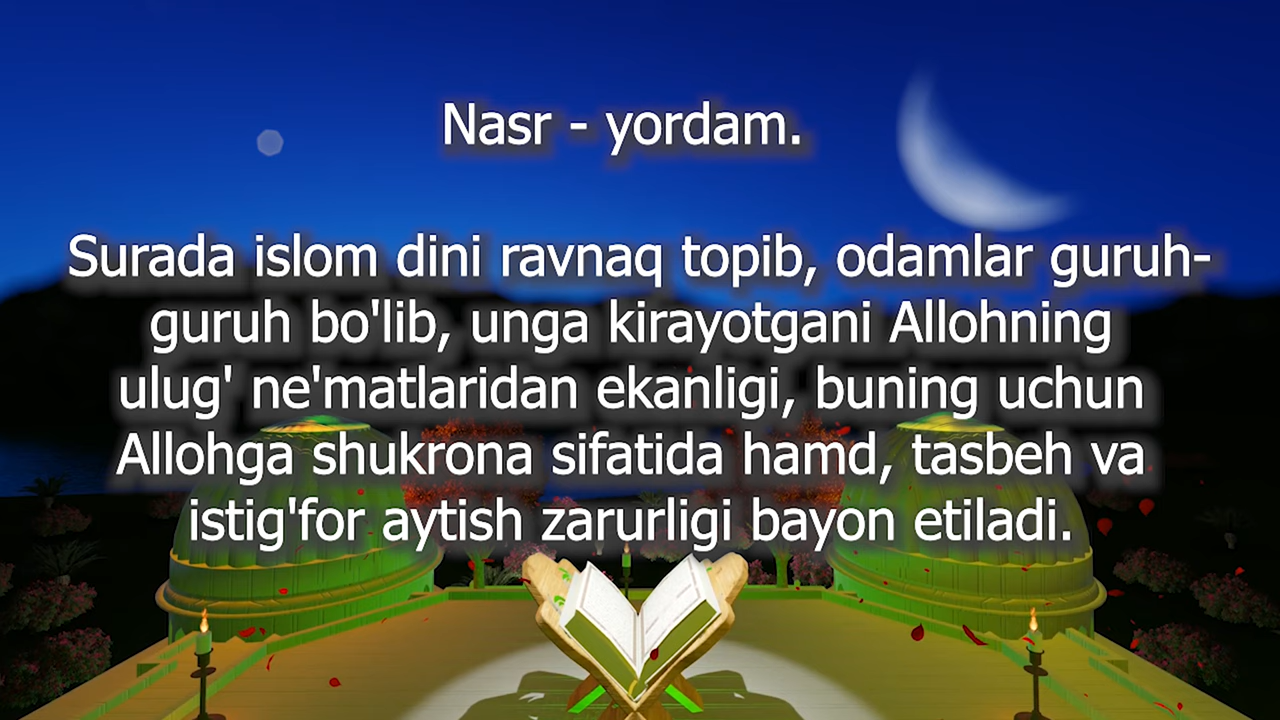 Nasr - yordam.
Surada islom dini ravnaq topib, odamlar guruh-
guruh bo'lib, unga kirayotgani Allohning
ulug' ne'matlaridan ekanligi, buning uchun
Allohga shukrona sifatida hamd, tasbeh va
istig'for aytish zarurligi bayon etiladi.